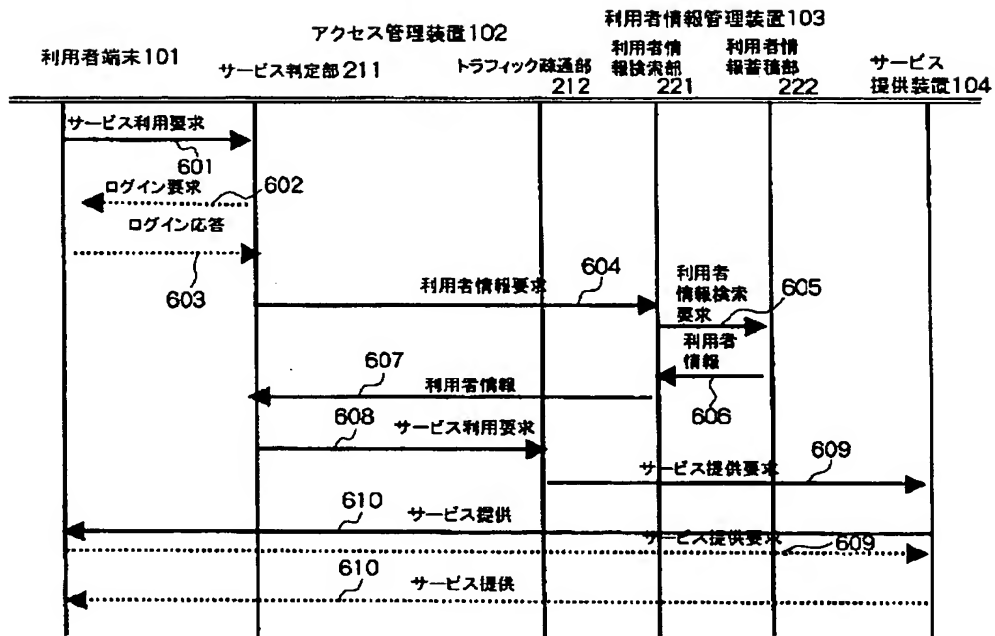 利用者端末101
アクセス管理装置102
サービス判定部211
トラフィック疎通部
212
利用者情報管理装置103
利用者情
報検索部
221
利用者情
報蓄積部
222
サービス
提供装置104
サービス利用要求
601
ログイン要求
602
ログイン応答
603
利用者情報要求
604
利用者
情報検索
要求
605
利用者
情報
606
607
利用者情報
608
サービス利用要求
サービス提供要求
609
610
サービス提供
サービス提供要求
609
610
サービス提供